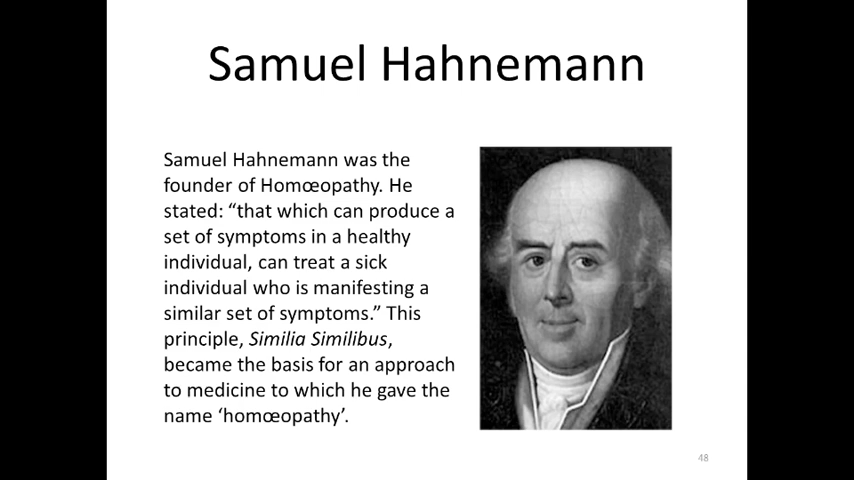 Samuel Hahnemann
Samuel Hahnemann was the
founder of Homœopathy. He
stated: “that which can produce a
set of symptoms in a healthy
individual, can treat a sick
individual who is manifesting a
similar set of symptoms.” This
principle, Similia Similibus,
became the basis for an approach
to medicine to which he gave the
name ‘homœopathy’.
48